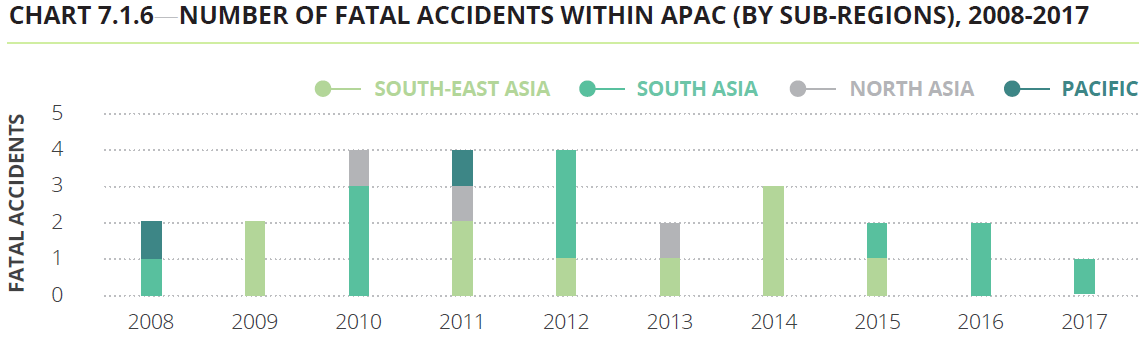 CHART 7.1.6—NUMBER OF FATAL ACCIDENTS WITHIN APAC (BY SUB-REGIONS), 2008-2017
SOUTH-EAST ASIA SOUTH ASIA NORTH ASIA PACIFIC
FATAL ACCIDENTS
5
4
3
2
1
0
2008 2009 2010 2011 2012 2013 2014 2015 2016 2017